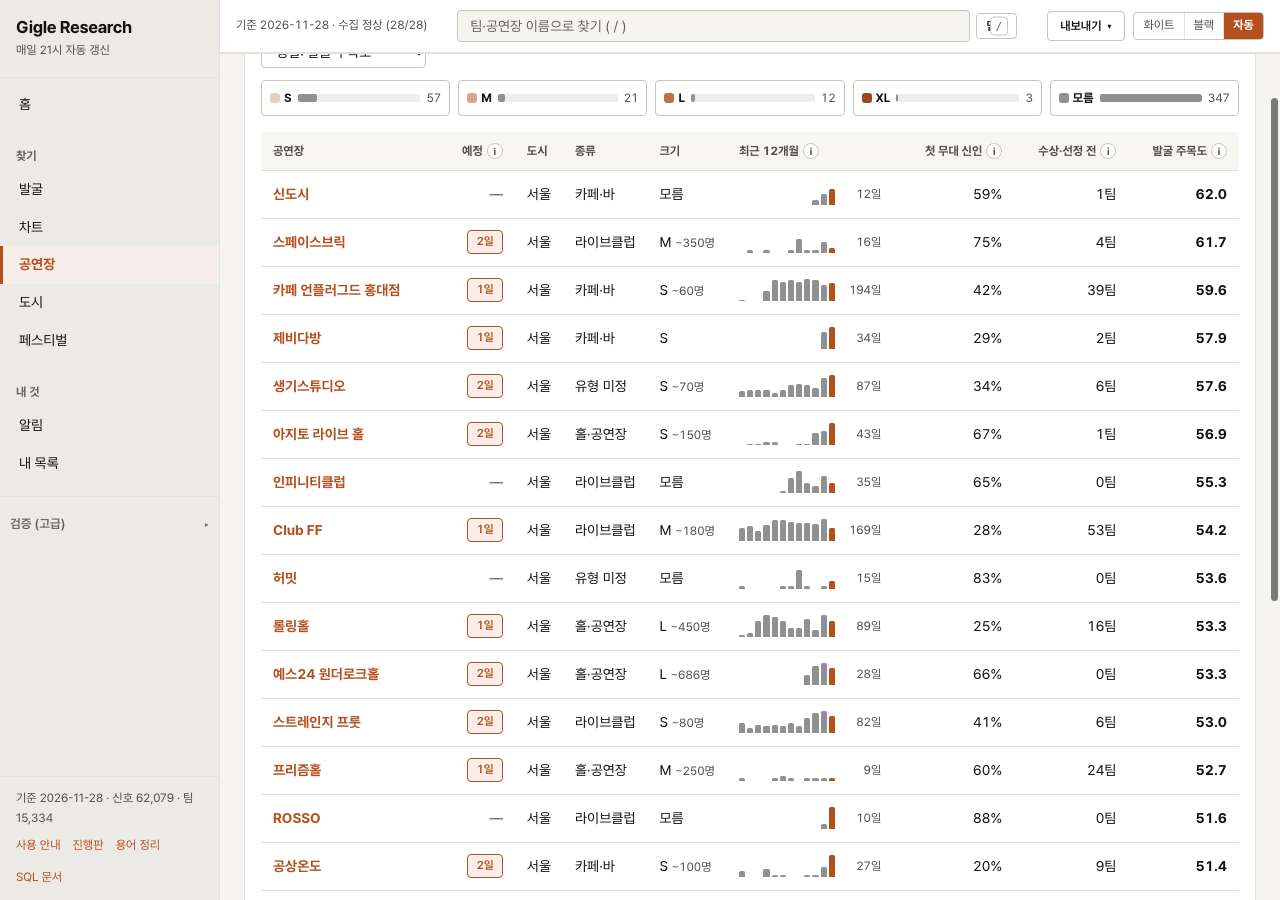 Gigle Research
매일 21시 자동 갱신
홈
찾기
발굴
차트
공연장
도시
페스티벌
내 것
알림
내 목록
검증 (고급)
기준 2026-11-28 · 신호 62,079 · 팀 15,334
사용 안내 진행판 용어 정리
SQL 문서
기준 2026-11-28 · 수집 정상 (28/28)
팀·공연장 이름으로 찾기 ( / )
/
내보내기
화이트 블랙 자동
S 57
M 21
L 12
XL 3
모름 347
공연장 예정 도시 종류 크기 최근 12개월 첫 무대 신인 수상·선정 전 발굴 주목도
신도시 — 서울 카페·바 모름 12일 59% 1팀 62.0
스페이스브릭 2일 서울 라이브클럽 M ~350명 16일 75% 4팀 61.7
카페 언플러그드 홍대점 1일 서울 카페·바 S ~60명 194일 42% 39팀 59.6
제비다방 1일 서울 카페·바 S 34일 29% 2팀 57.9
생기스튜디오 2일 서울 유형 미정 S ~70명 87일 34% 6팀 57.6
아지토 라이브 홀 2일 서울 홀·공연장 S ~150명 43일 67% 1팀 56.9
인피니티클럽 — 서울 라이브클럽 모름 35일 65% 0팀 55.3
Club FF 1일 서울 라이브클럽 M ~180명 169일 28% 53팀 54.2
허밋 — 서울 유형 미정 모름 15일 83% 0팀 53.6
롤링홀 1일 서울 홀·공연장 L ~450명 89일 25% 16팀 53.3
예스24 원더로크홀 2일 서울 홀·공연장 L ~686명 28일 66% 0팀 53.3
스트레인지 프룻 2일 서울 라이브클럽 S ~80명 82일 41% 6팀 53.0
프리즘홀 1일 서울 홀·공연장 M ~250명 9일 60% 24팀 52.7
ROSSO — 서울 라이브클럽 모름 10일 88% 0팀 51.6
공상온도 2일 서울 카페·바 S ~100명 27일 20% 9팀 51.4